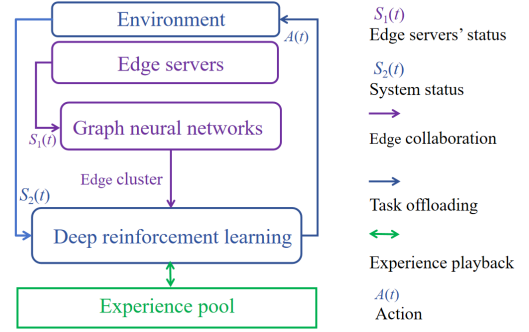 Environment
A(t)
Edge servers
Graph neural networks
S₁(t)
Edge cluster
S₂(t)
Deep reinforcement learning
Experience pool
S₁(t)
Edge servers' status
S₂(t)
System status
Edge collaboration
Task offloading
Experience playback
A(t)
Action